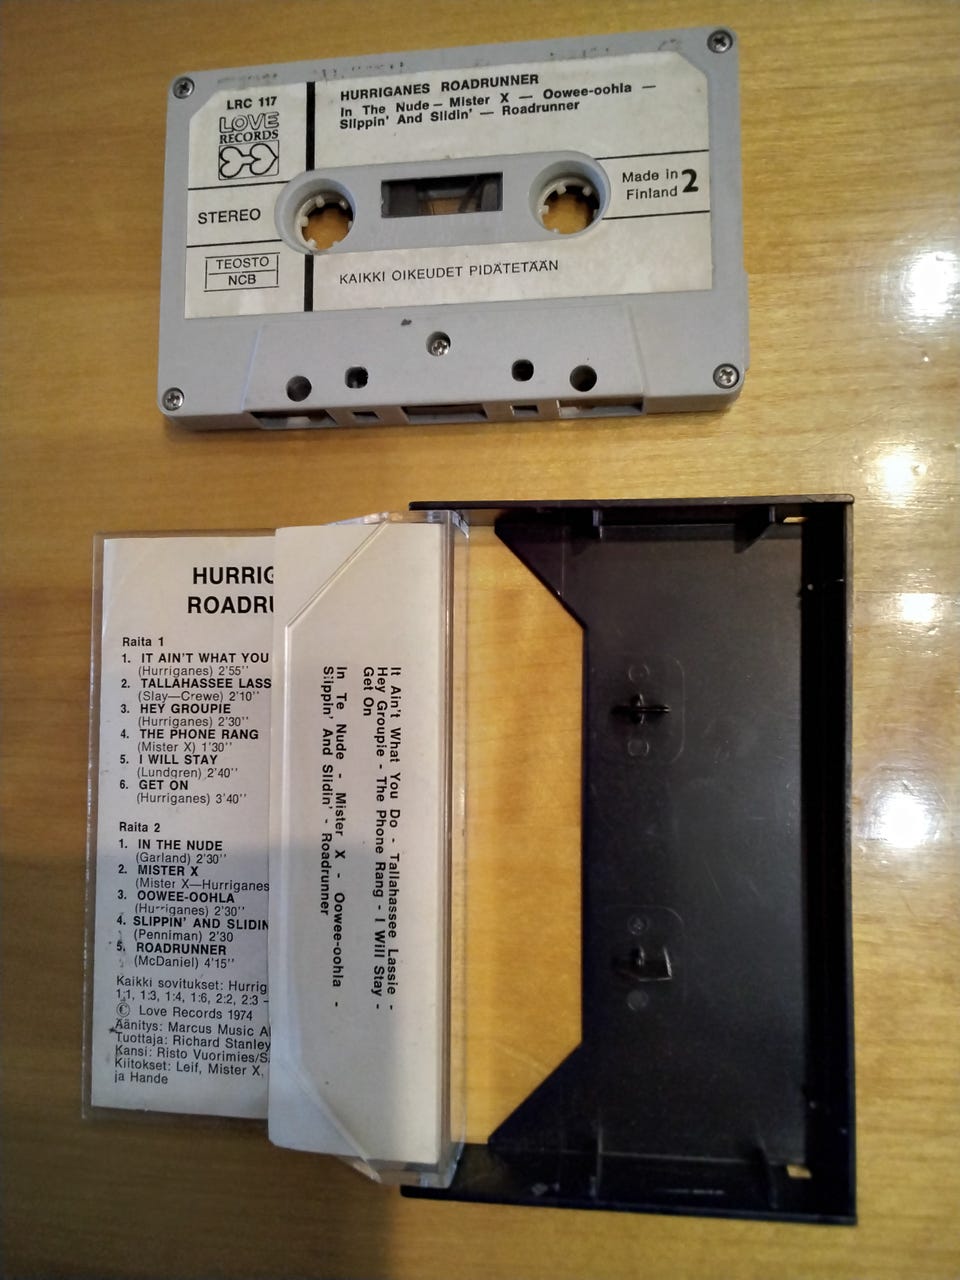 LRC 117
LOVE
RECORDS
STEREO
TEOSTO
NCB
HURRIGANES ROADRUNNER
In The Nude — Mister X — Oowee-oohla —
Slippin' And Slidin' — Roadrunner
Made in
Finland 2
KAIKKI OIKEUDET PIDÄTETÄÄN
HURRIG
ROADRU
Raita 1
1. IT AIN'T WHAT YOU
(Hurriganes) 2'55''
2. TALLAHASSEE LASS
(Slay—Crewe) 2'10''
3. HEY GROUPIE
(Hurriganes) 2'30''
4. THE PHONE RANG
(Mister X) 1'30''
5. I WILL STAY
(Lundgren) 2'40''
6. GET ON
(Hurriganes) 3'40''
Raita 2
1. IN THE NUDE
(Garland) 2'30''
2. MISTER X
(Mister X—Hurriganes
3. OOWEE-OOHLA
(Hurriganes) 2'30''
4. SLIPPIN' AND SLIDIN
(Penniman) 2'30
5. ROADRUNNER
(McDaniel) 4'15''
Kaikki sovitukset: Hurrig
1:1, 1:3, 1:4, 1:6, 2:2, 2:3 –
© Love Records 1974
Äänitys: Marcus Music A
Tuottaja: Richard Stanley
Kansi: Risto Vuorimies/S
Kiitokset: Leif, Mister X,
ja Hande
It Ain't What You Do - Tallahassee Lassie -
Hey Groupie - The Phone Rang - I Will Stay -
Get On
In Te Nude - Mister X - Oowee-oohla -
Slippin' And Slidin' - Roadrunner